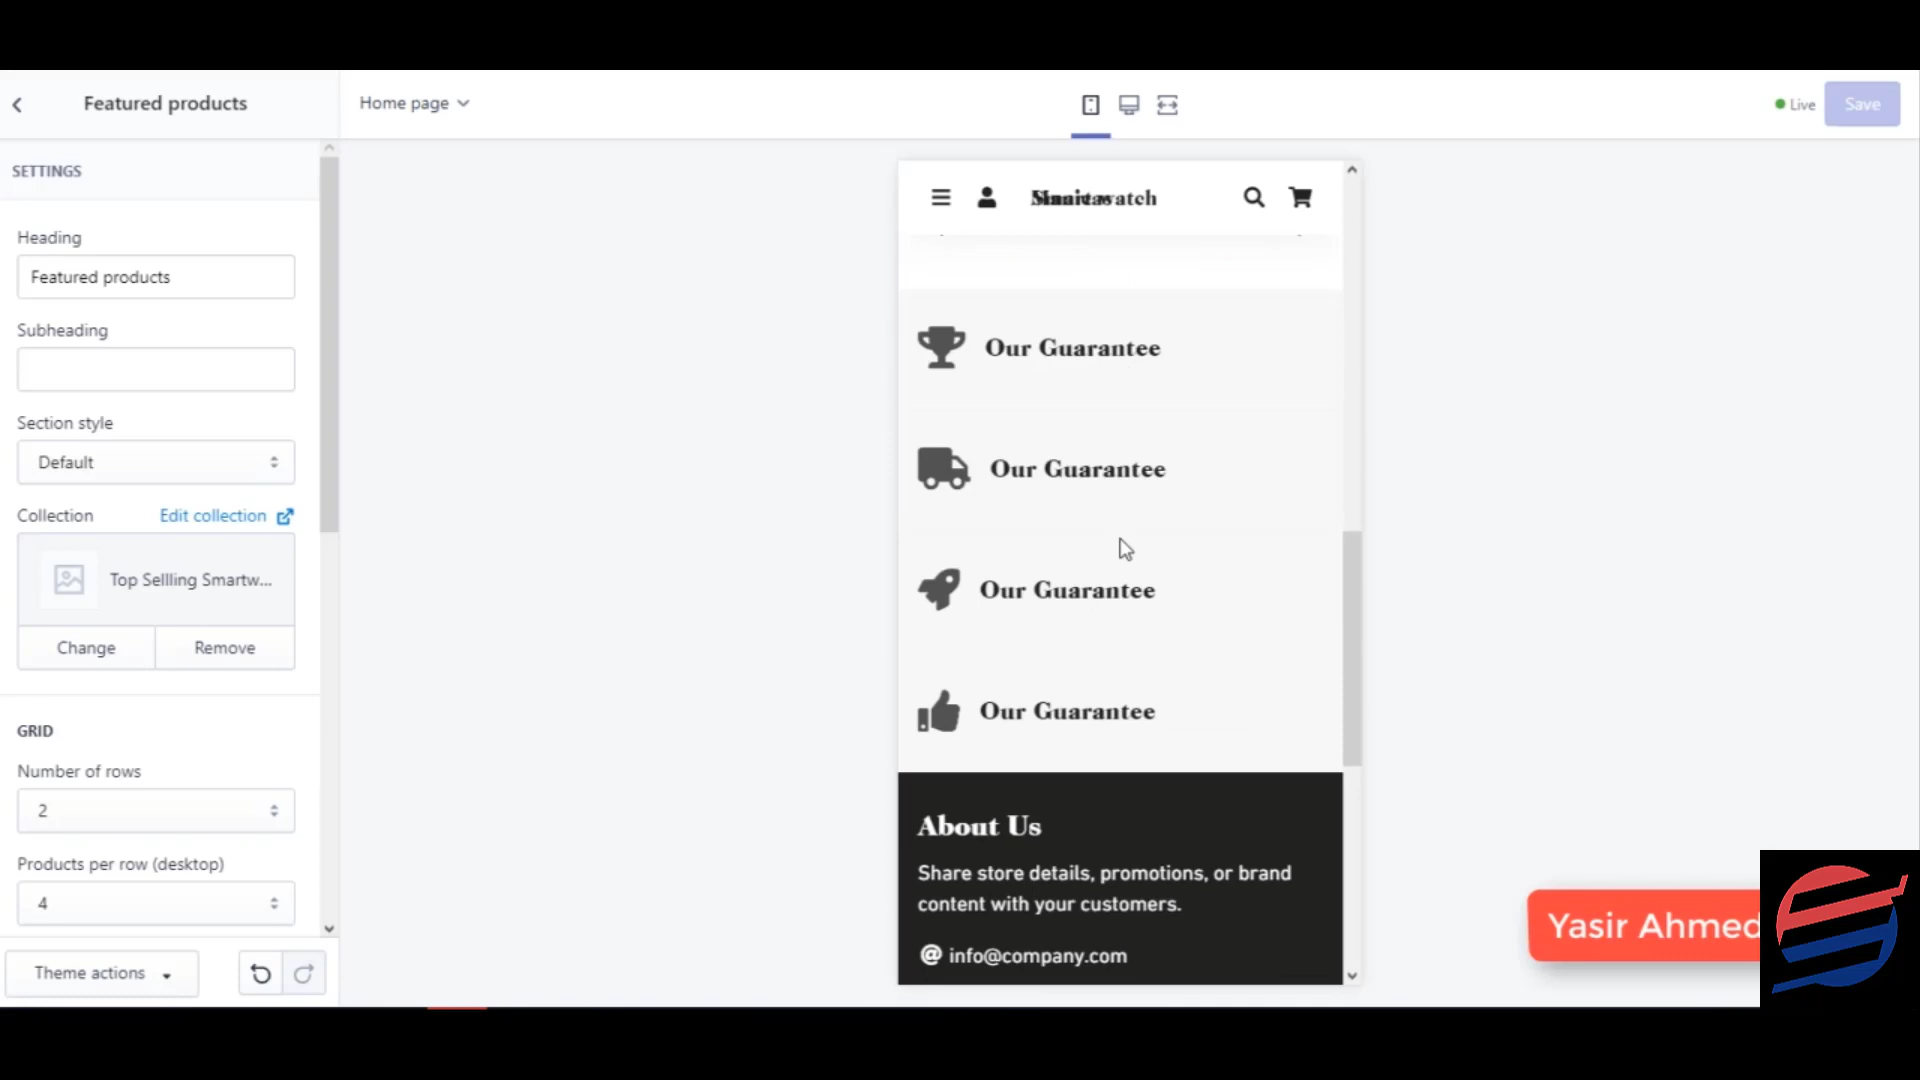 Featured products
Home page
Live
Save
SETTINGS
Heading
Featured products
Subheading
Section style
Default
Collection
Edit collection
Top Sellling Smartw...
Change
Remove
GRID
Number of rows
2
Products per row (desktop)
4
Theme actions
Our Guarantee
Our Guarantee
Our Guarantee
Our Guarantee
About Us
Share store details, promotions, or brand
content with your customers.
@ info@company.com
Yasir Ahmed